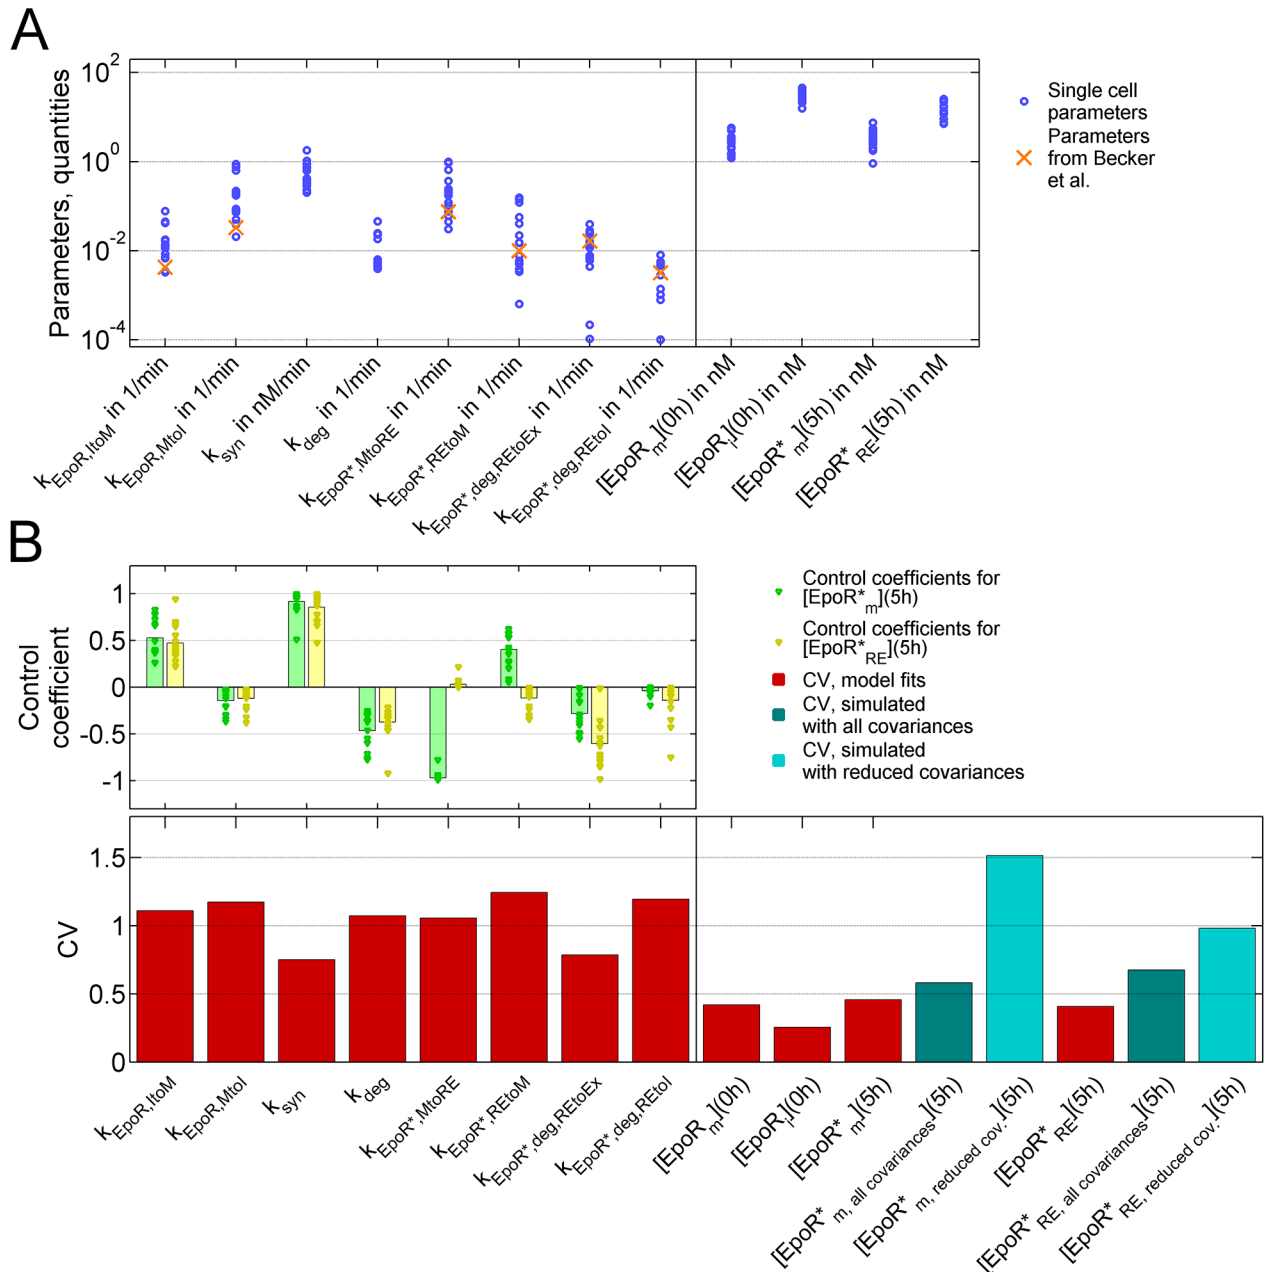 A
Parameters, quantities
10^2
10^0
10^-2
10^-4
Single cell
parameters
Parameters
from Becker
et al.
k_EpoR,ItoM in 1/min
k_EpoR,MtoI in 1/min
k_syn in nM/min
k_deg in 1/min
k_EpoR*,MtoRE in 1/min
k_EpoR*,REtoM in 1/min
k_EpoR*,deg,REtoEx in 1/min
k_EpoR*,deg,REtoI in 1/min
[EpoR_m](0h) in nM
[EpoR_i](0h) in nM
[EpoR*_m](5h) in nM
[EpoR*_RE](5h) in nM
B
Control
coefficient
1
0.5
0
-0.5
-1
Control coefficients for
[EpoR*_m](5h)
Control coefficients for
[EpoR*_RE](5h)
CV, model fits
CV, simulated
with all covariances
CV, simulated
with reduced covariances
CV
1.5
1
0.5
0
k_EpoR,ItoM
k_EpoR,MtoI
k_syn
k_deg
k_EpoR*,MtoRE
k_EpoR*,REtoM
k_EpoR*,deg,REtoEx
k_EpoR*,deg,REtoI
[EpoR_m](0h)
[EpoR_i](0h)
[EpoR*_m](5h)
[EpoR*_m, all covariances](5h)
[EpoR*_m, reduced cov.](5h)
[EpoR*_RE](5h)
[EpoR*_RE, all covariances](5h)
[EpoR*_RE, reduced cov.](5h)